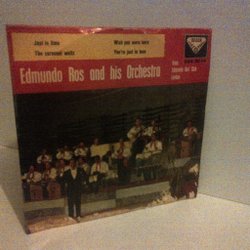 Just in time
Wish you were here
The carousel waltz
You're just in love
Edmundo Ros and his Orchestra
DECCA